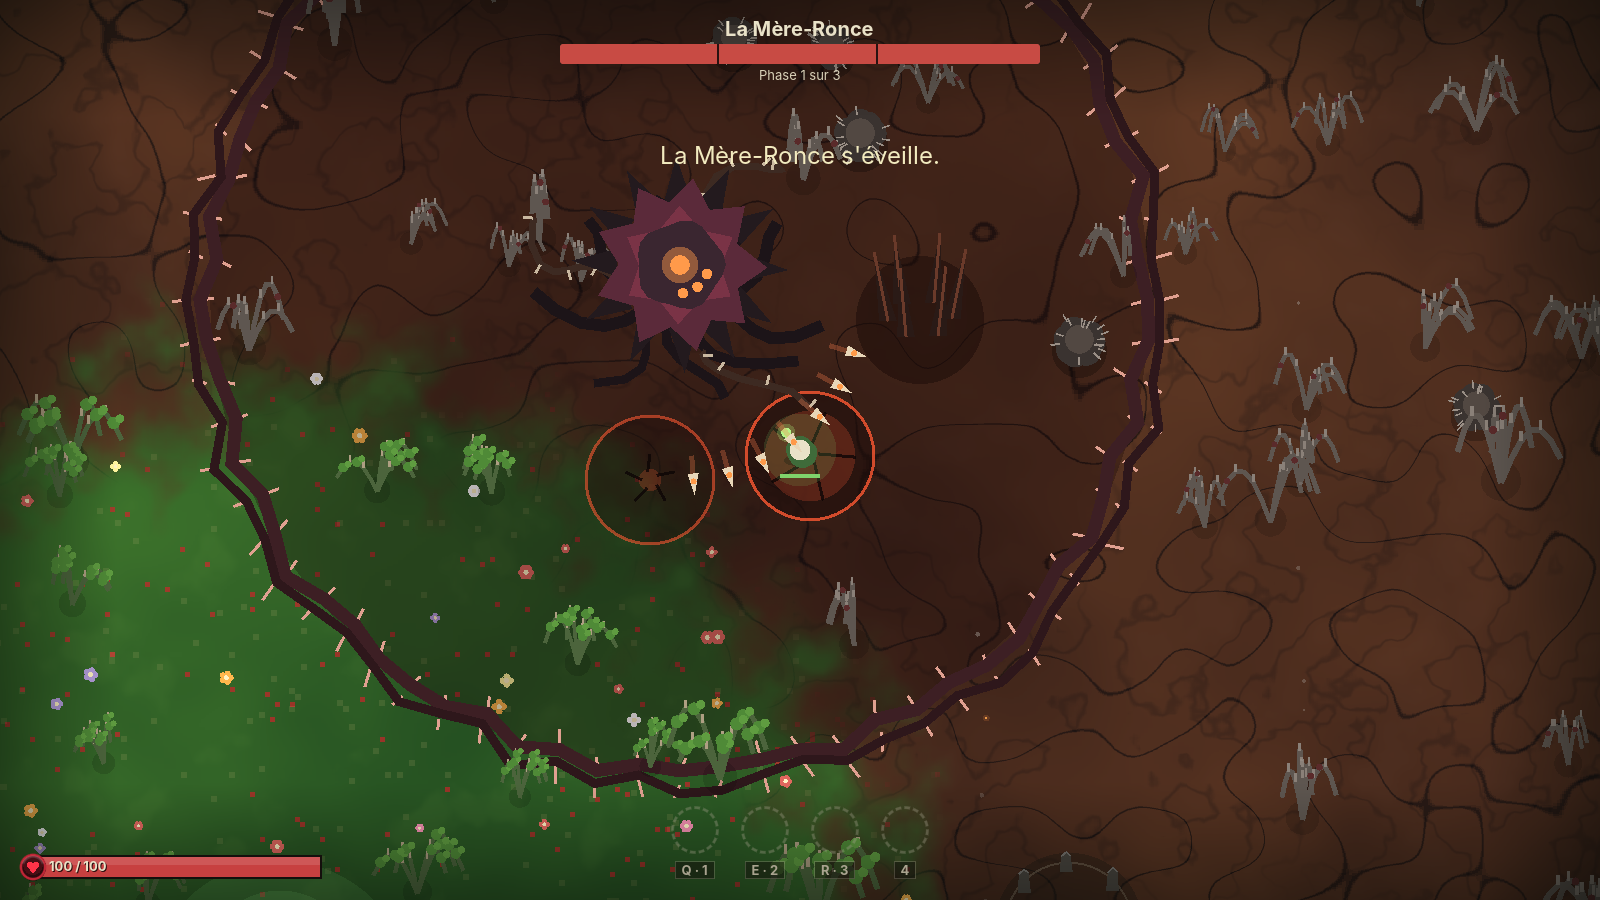 La Mère-Ronce
Phase 1 sur 3
La Mère-Ronce s'éveille.
100 / 100
Q · 1
E · 2
R · 3
4